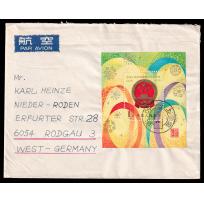 航空
PAR AVION
Mr.
KARL HEINZE
NIEDER-RODEN
ERFURTER STR. 28
6054 RODGAU 3
WEST-GERMANY